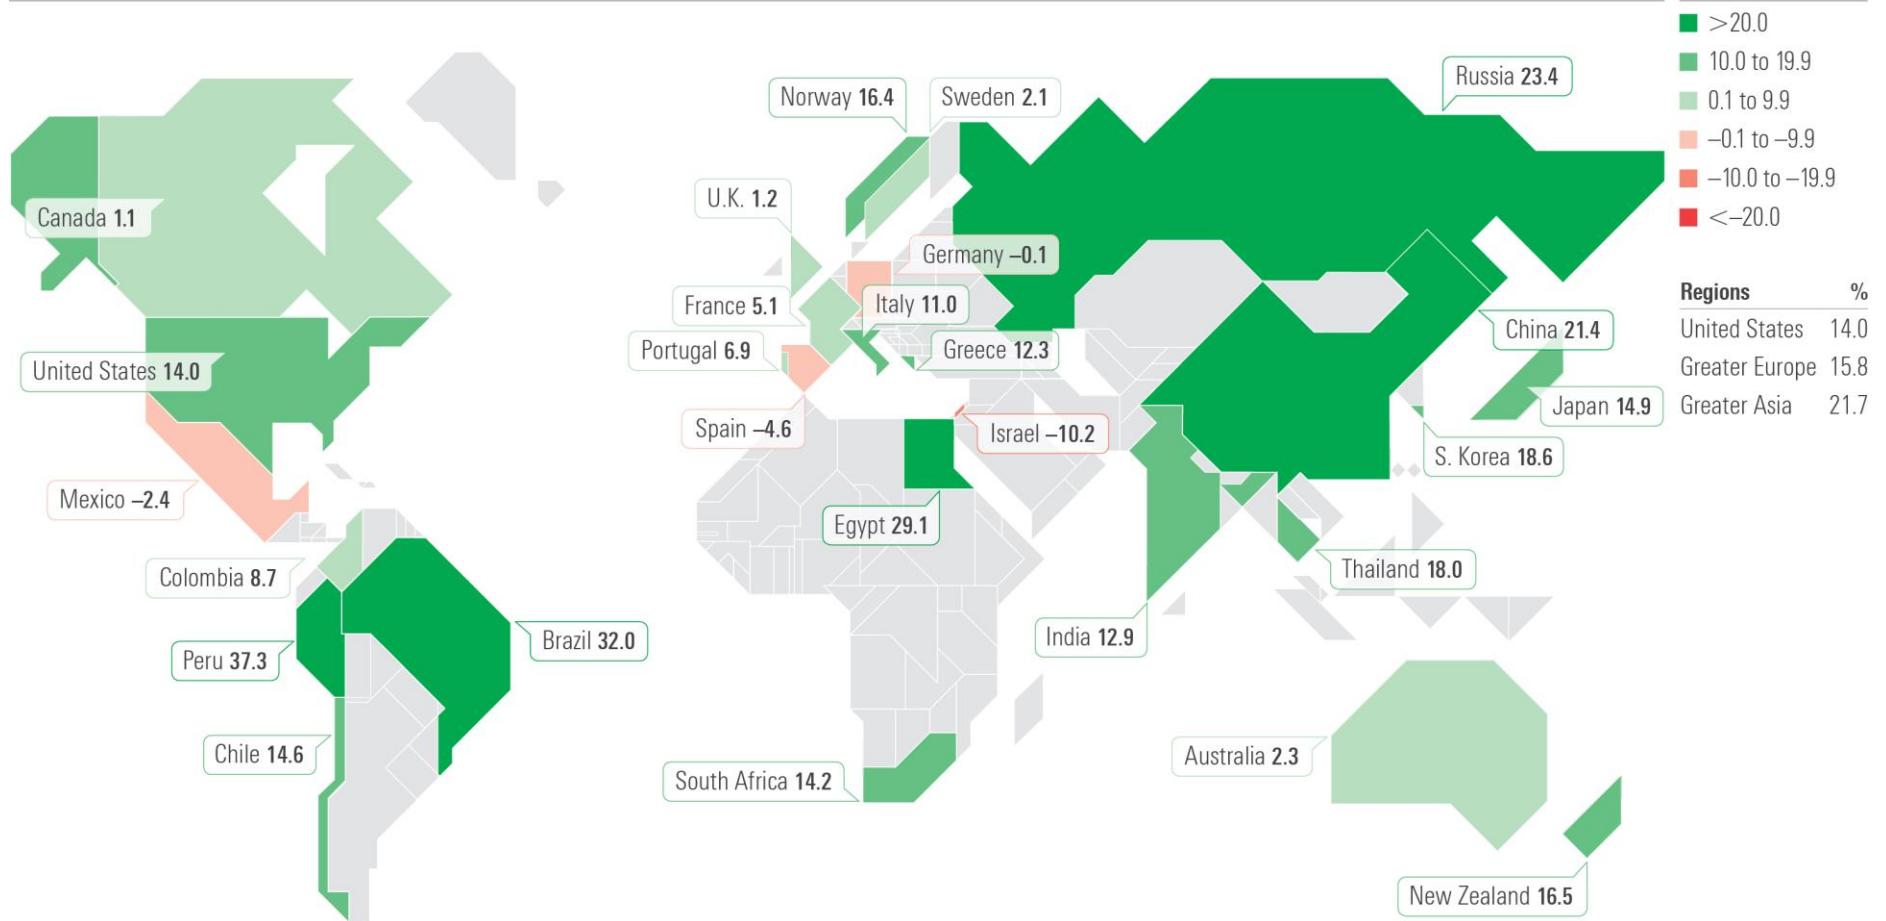 >20.0
10.0 to 19.9
0.1 to 9.9
–0.1 to –9.9
–10.0 to –19.9
<–20.0
Regions %
United States 14.0
Greater Europe 15.8
Greater Asia 21.7
Canada 1.1
United States 14.0
Mexico –2.4
Colombia 8.7
Peru 37.3
Brazil 32.0
Chile 14.6
Norway 16.4
Sweden 2.1
U.K. 1.2
Germany –0.1
France 5.1
Italy 11.0
Portugal 6.9
Greece 12.3
Spain –4.6
Israel –10.2
Egypt 29.1
South Africa 14.2
Russia 23.4
China 21.4
Japan 14.9
S. Korea 18.6
Thailand 18.0
India 12.9
Australia 2.3
New Zealand 16.5